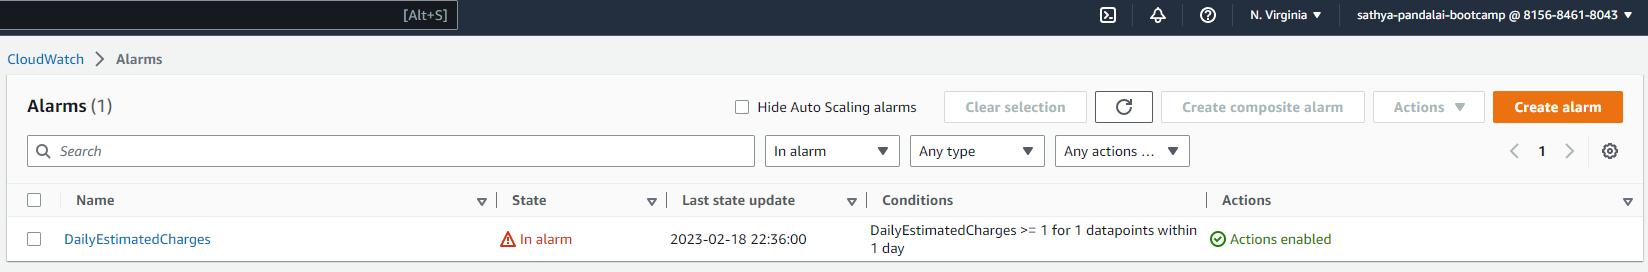 [Alt+S]
N. Virginia
sathya-pandalai-bootcamp @ 8156-8461-8043
CloudWatch
Alarms
Alarms (1)
Hide Auto Scaling alarms
Clear selection
Create composite alarm
Actions
Create alarm
Search
In alarm
Any type
Any actions ...
1
Name
State
Last state update
Conditions
Actions
DailyEstimatedCharges
In alarm
2023-02-18 22:36:00
DailyEstimatedCharges >= 1 for 1 datapoints within
1 day
Actions enabled